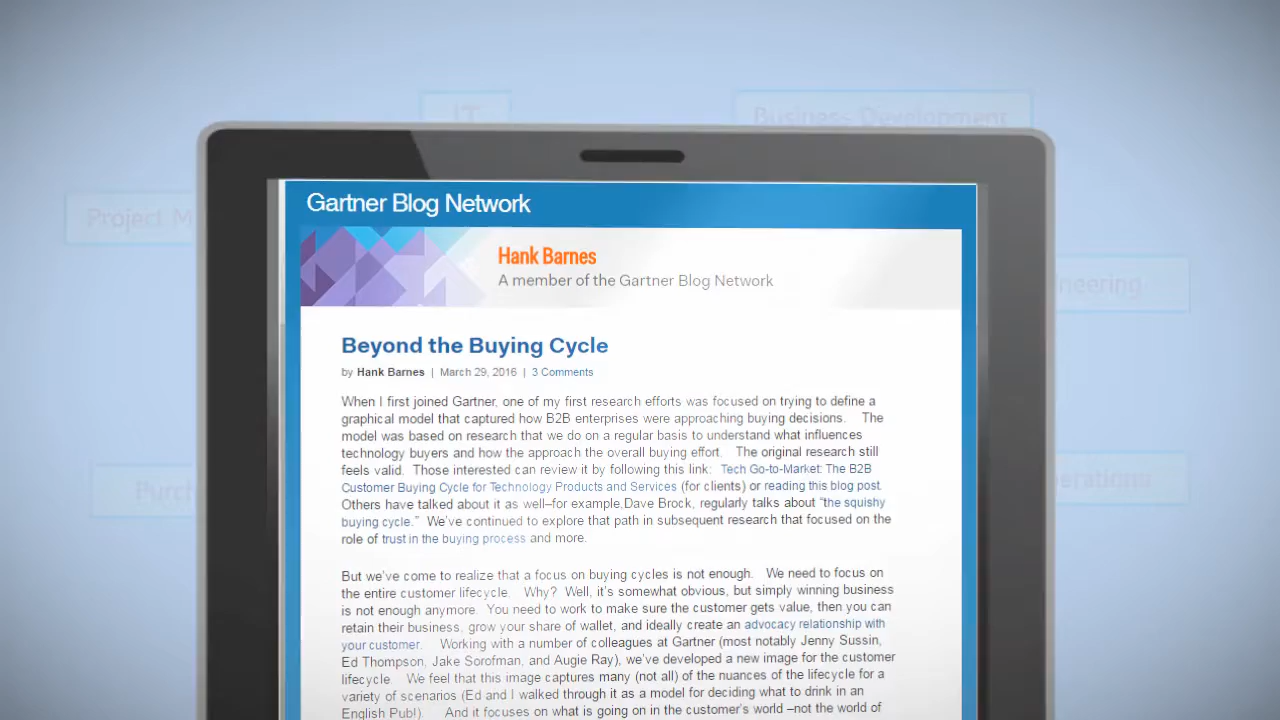 IT
Business Development
Project M
neering
Purch
perations
Gartner Blog Network
Hank Barnes
A member of the Gartner Blog Network
Beyond the Buying Cycle
by Hank Barnes | March 29, 2016 | 3 Comments
When I first joined Gartner, one of my first research efforts was focused on trying to define a
graphical model that captured how B2B enterprises were approaching buying decisions. The
model was based on research that we do on a regular basis to understand what influences
technology buyers and how the approach the overall buying effort. The original research still
feels valid. Those interested can review it by following this link: Tech Go-to-Market: The B2B
Customer Buying Cycle for Technology Products and Services (for clients) or reading this blog post.
Others have talked about it as well–for example,Dave Brock, regularly talks about “the squishy
buying cycle.” We’ve continued to explore that path in subsequent research that focused on the
role of trust in the buying process and more.
But we’ve come to realize that a focus on buying cycles is not enough. We need to focus on
the entire customer lifecycle. Why? Well, it’s somewhat obvious, but simply winning business
is not enough anymore. You need to work to make sure the customer gets value, then you can
retain their business, grow your share of wallet, and ideally create an advocacy relationship with
your customer. Working with a number of colleagues at Gartner (most notably Jenny Sussin,
Ed Thompson, Jake Sorofman, and Augie Ray), we’ve developed a new image for the customer
lifecycle. We feel that this image captures many (not all) of the nuances of the lifecycle for a
variety of scenarios (Ed and I walked through it as a model for deciding what to drink in an
English Pub!). And it focuses on what is going on in the customer’s world –not the world of